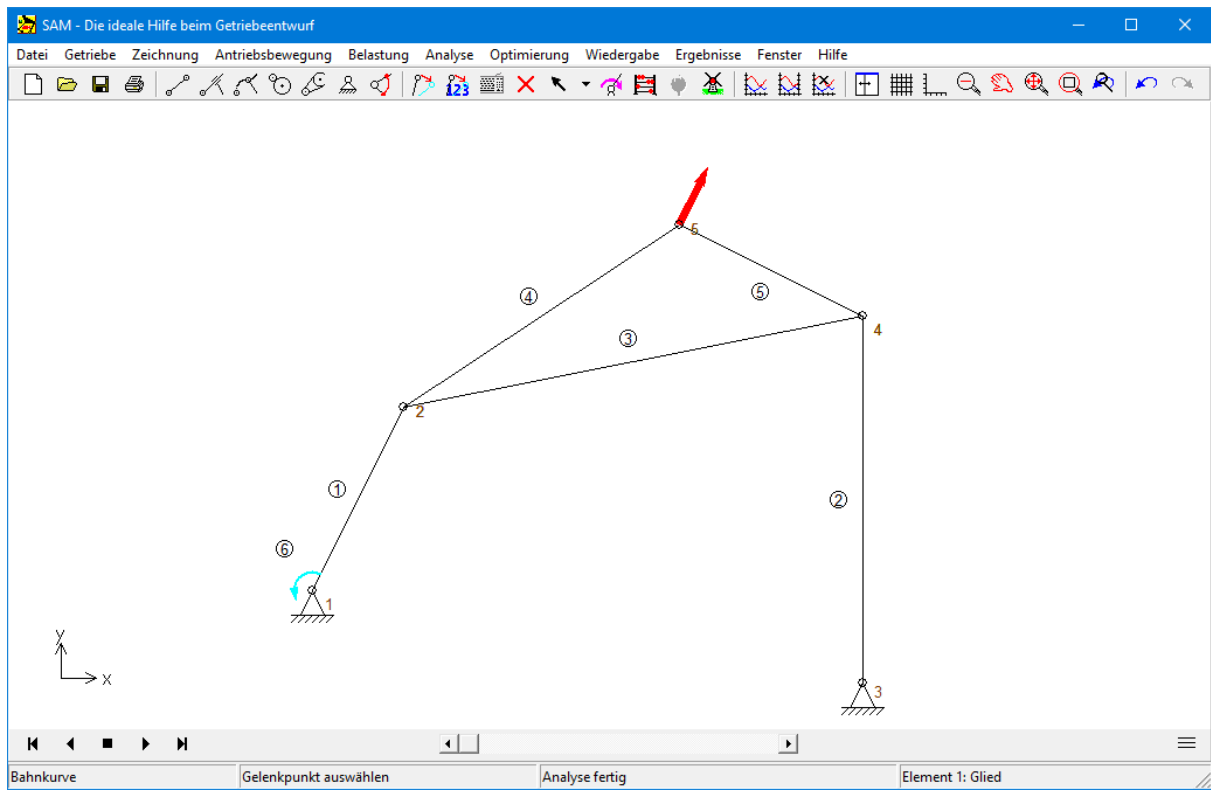 SAM - Die ideale Hilfe beim Getriebeentwurf
Datei Getriebe Zeichnung Antriebsbewegung Belastung Analyse Optimierung Wiedergabe Ergebnisse Fenster Hilfe
123
5
④
⑤
③
4
2
①
②
⑥
1
y
x
3
Bahnkurve Gelenkpunkt auswählen Analyse fertig Element 1: Glied